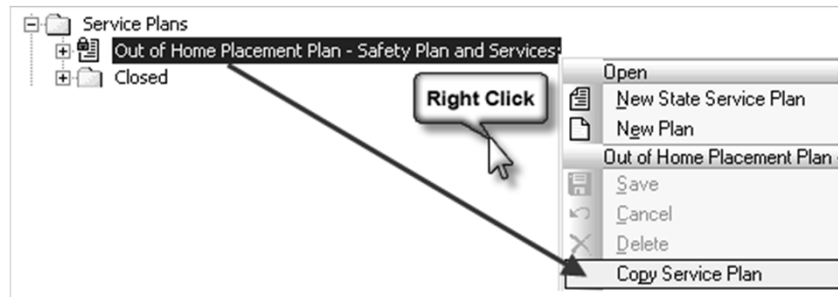 Service Plans
Out of Home Placement Plan - Safety Plan and Services
Closed
Right Click
Open
New State Service Plan
New Plan
Out of Home Placement Plan
Save
Cancel
Delete
Copy Service Plan